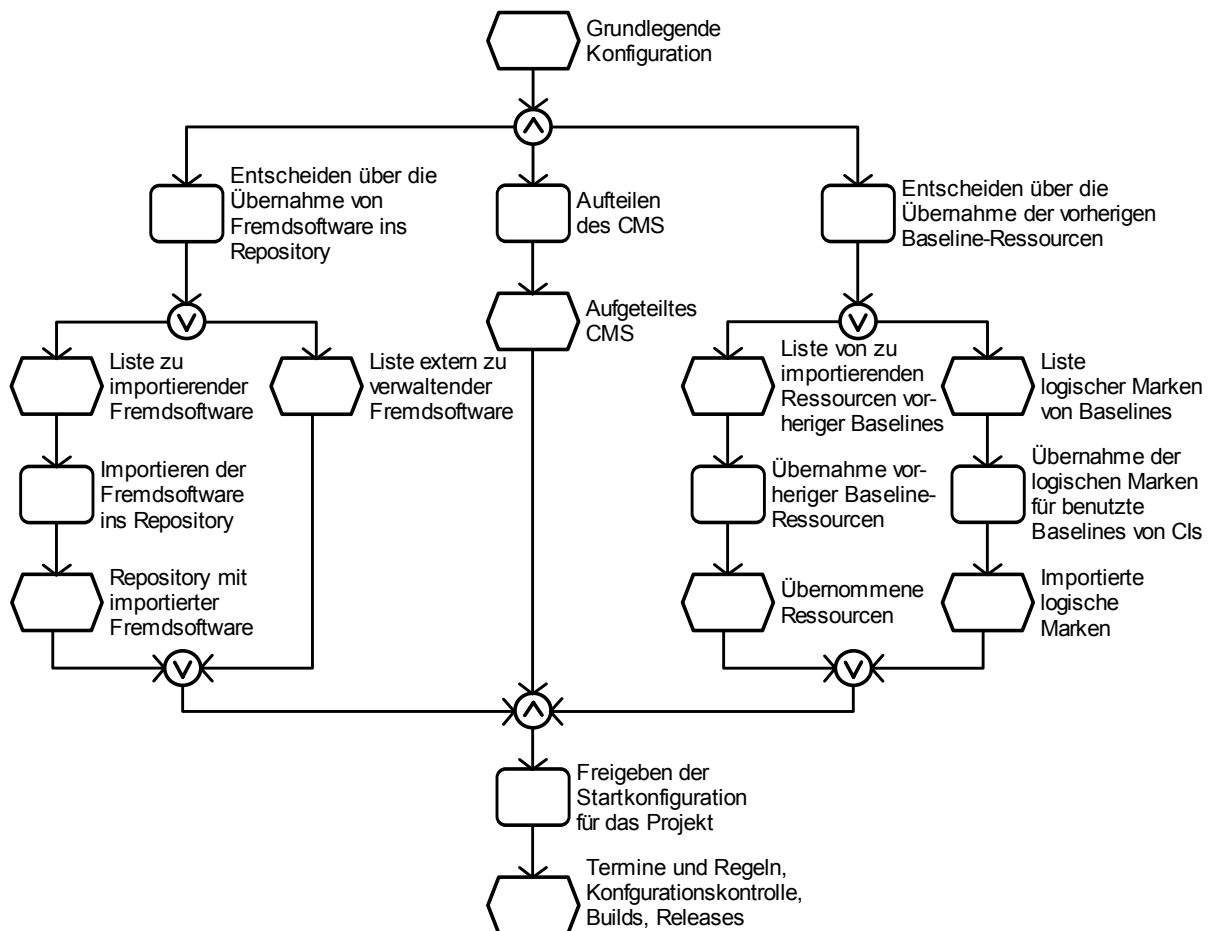 Grundlegende
Konfiguration
Entscheiden über die
Übernahme von
Fremdsoftware ins
Repository
Aufteilen
des CMS
Entscheiden über die
Übernahme der vorherigen
Baseline-Ressourcen
Aufgeteiltes
CMS
Liste zu
importierender
Fremdsoftware
Liste extern zu
verwaltender
Fremdsoftware
Liste von zu
importierenden
Ressourcen vor-
heriger Baselines
Liste
logischer Marken
von Baselines
Importieren der
Fremdsoftware
ins Repository
Übernahme vor-
heriger Baseline-
Ressourcen
Übernahme der
logischen Marken
für benutzte
Baselines von CIs
Repository mit
importierter
Fremdsoftware
Übernommene
Ressourcen
Importierte
logische
Marken
Freigeben der
Startkonfiguration
für das Projekt
Termine und Regeln,
Konfgurationskontrolle,
Builds, Releases